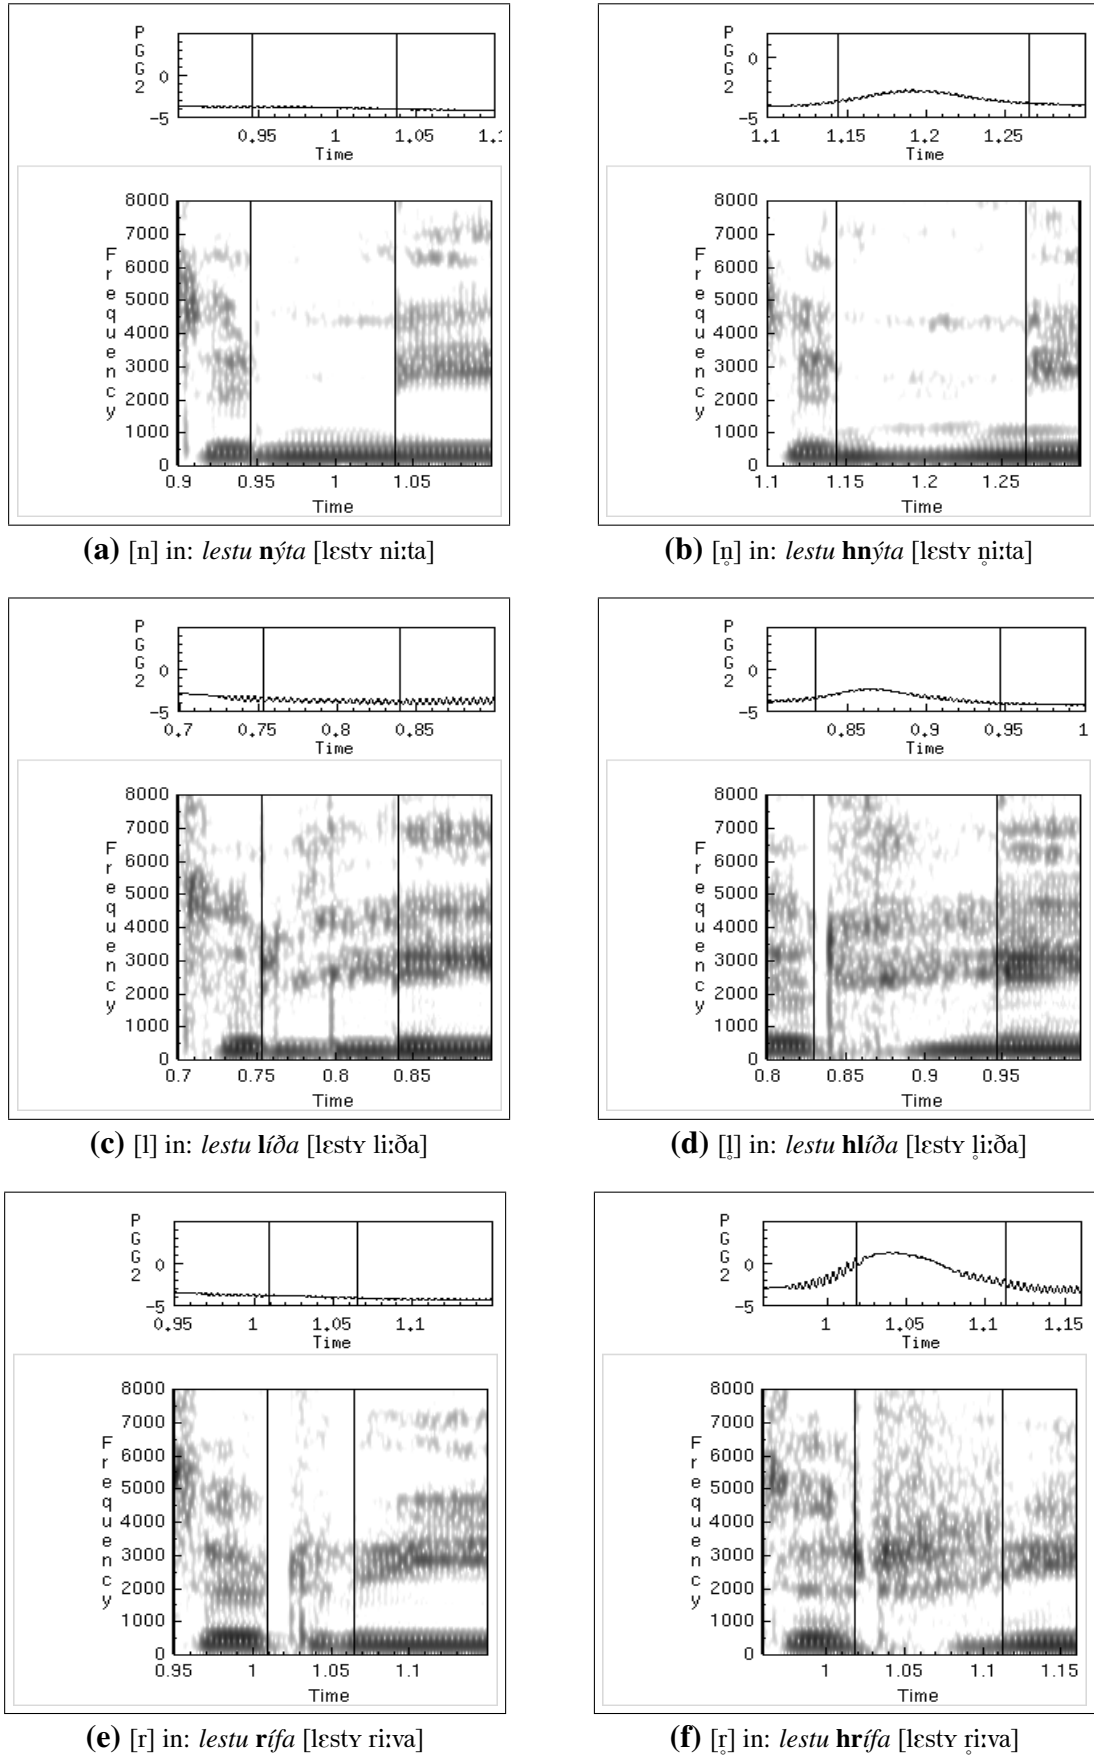 P
G
G 0
2
-5
0.95 1 1.05 1.:
Time
8000
7000
6000
5000
4000
3000
2000
1000
0
Frequency
0.9 0.95 1 1.05
Time
(a) [n] in: lestu nýta [lɛstʏ niːta]
P
G
G 0
2
-5
1.1 1.15 1.2 1.25
Time
8000
7000
6000
5000
4000
3000
2000
1000
0
Frequency
1.1 1.15 1.2 1.25
Time
(b) [n̥] in: lestu hnýta [lɛstʏ n̥iːta]
P
G
G 0
2
-5
0.7 0.75 0.8 0.85
Time
8000
7000
6000
5000
4000
3000
2000
1000
0
Frequency
0.7 0.75 0.8 0.85
Time
(c) [l] in: lestu líða [lɛstʏ liːða]
P
G
G 0
2
-5
0.85 0.9 0.95 1
Time
8000
7000
6000
5000
4000
3000
2000
1000
0
Frequency
0.8 0.85 0.9 0.95
Time
(d) [l̥] in: lestu hlíða [lɛstʏ l̥iːða]
P
G
G 0
2
-5
0.95 1 1.05 1.1
Time
8000
7000
6000
5000
4000
3000
2000
1000
0
Frequency
0.95 1 1.05 1.1
Time
(e) [r] in: lestu rífa [lɛstʏ riːva]
P
G
G 0
2
-5
1 1.05 1.1 1.15
Time
8000
7000
6000
5000
4000
3000
2000
1000
0
Frequency
1 1.05 1.1 1.15
Time
(f) [r̥] in: lestu hrífa [lɛstʏ r̥iːva]